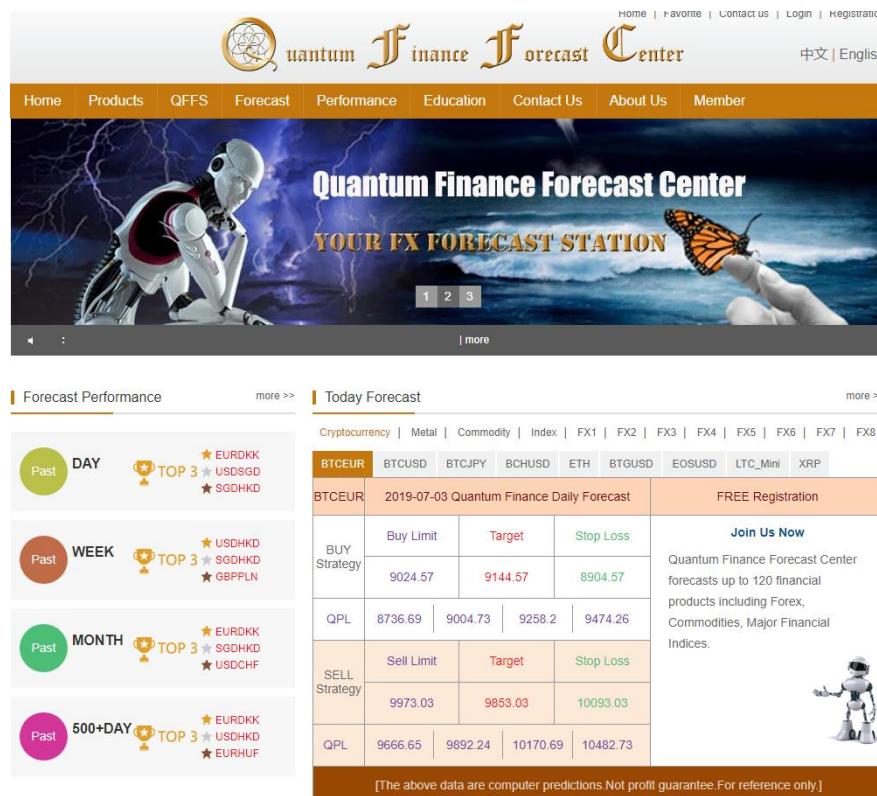 Home | Favorite | Contact us | Login | Registratio
Quantum Finance Forecast Center
中文 | Englis
Home Products QFFS Forecast Performance Education Contact Us About Us Member
Quantum Finance Forecast Center
YOUR FX FORECAST STATION
1 2 3
: | more
Forecast Performance more >>
Past DAY TOP 3 EURDKK
USDSGD
SGDHKD
Past WEEK TOP 3 USDHKD
SGDHKD
GBPPLN
Past MONTH TOP 3 EURDKK
SGDHKD
USDCHF
Past 500+DAY TOP 3 EURDKK
USDHKD
EURHUF
Today Forecast more >
Cryptocurrency | Metal | Commodity | Index | FX1 | FX2 | FX3 | FX4 | FX5 | FX6 | FX7 | FX8
BTCEUR BTCUSD BTCJPY BCHUSD ETH BTGUSD EOSUSD LTC_Mini XRP
BTCEUR 2019-07-03 Quantum Finance Daily Forecast FREE Registration
BUY Strategy
Buy Limit Target Stop Loss
9024.57 9144.57 8904.57
QPL 8736.69 9004.73 9258.2 9474.26
SELL Strategy
Sell Limit Target Stop Loss
9973.03 9853.03 10093.03
QPL 9666.65 9892.24 10170.69 10482.73
Join Us Now
Quantum Finance Forecast Center
forecasts up to 120 financial
products including Forex,
Commodities, Major Financial
Indices.
[The above data are computer predictions.Not profit guarantee.For reference only.]